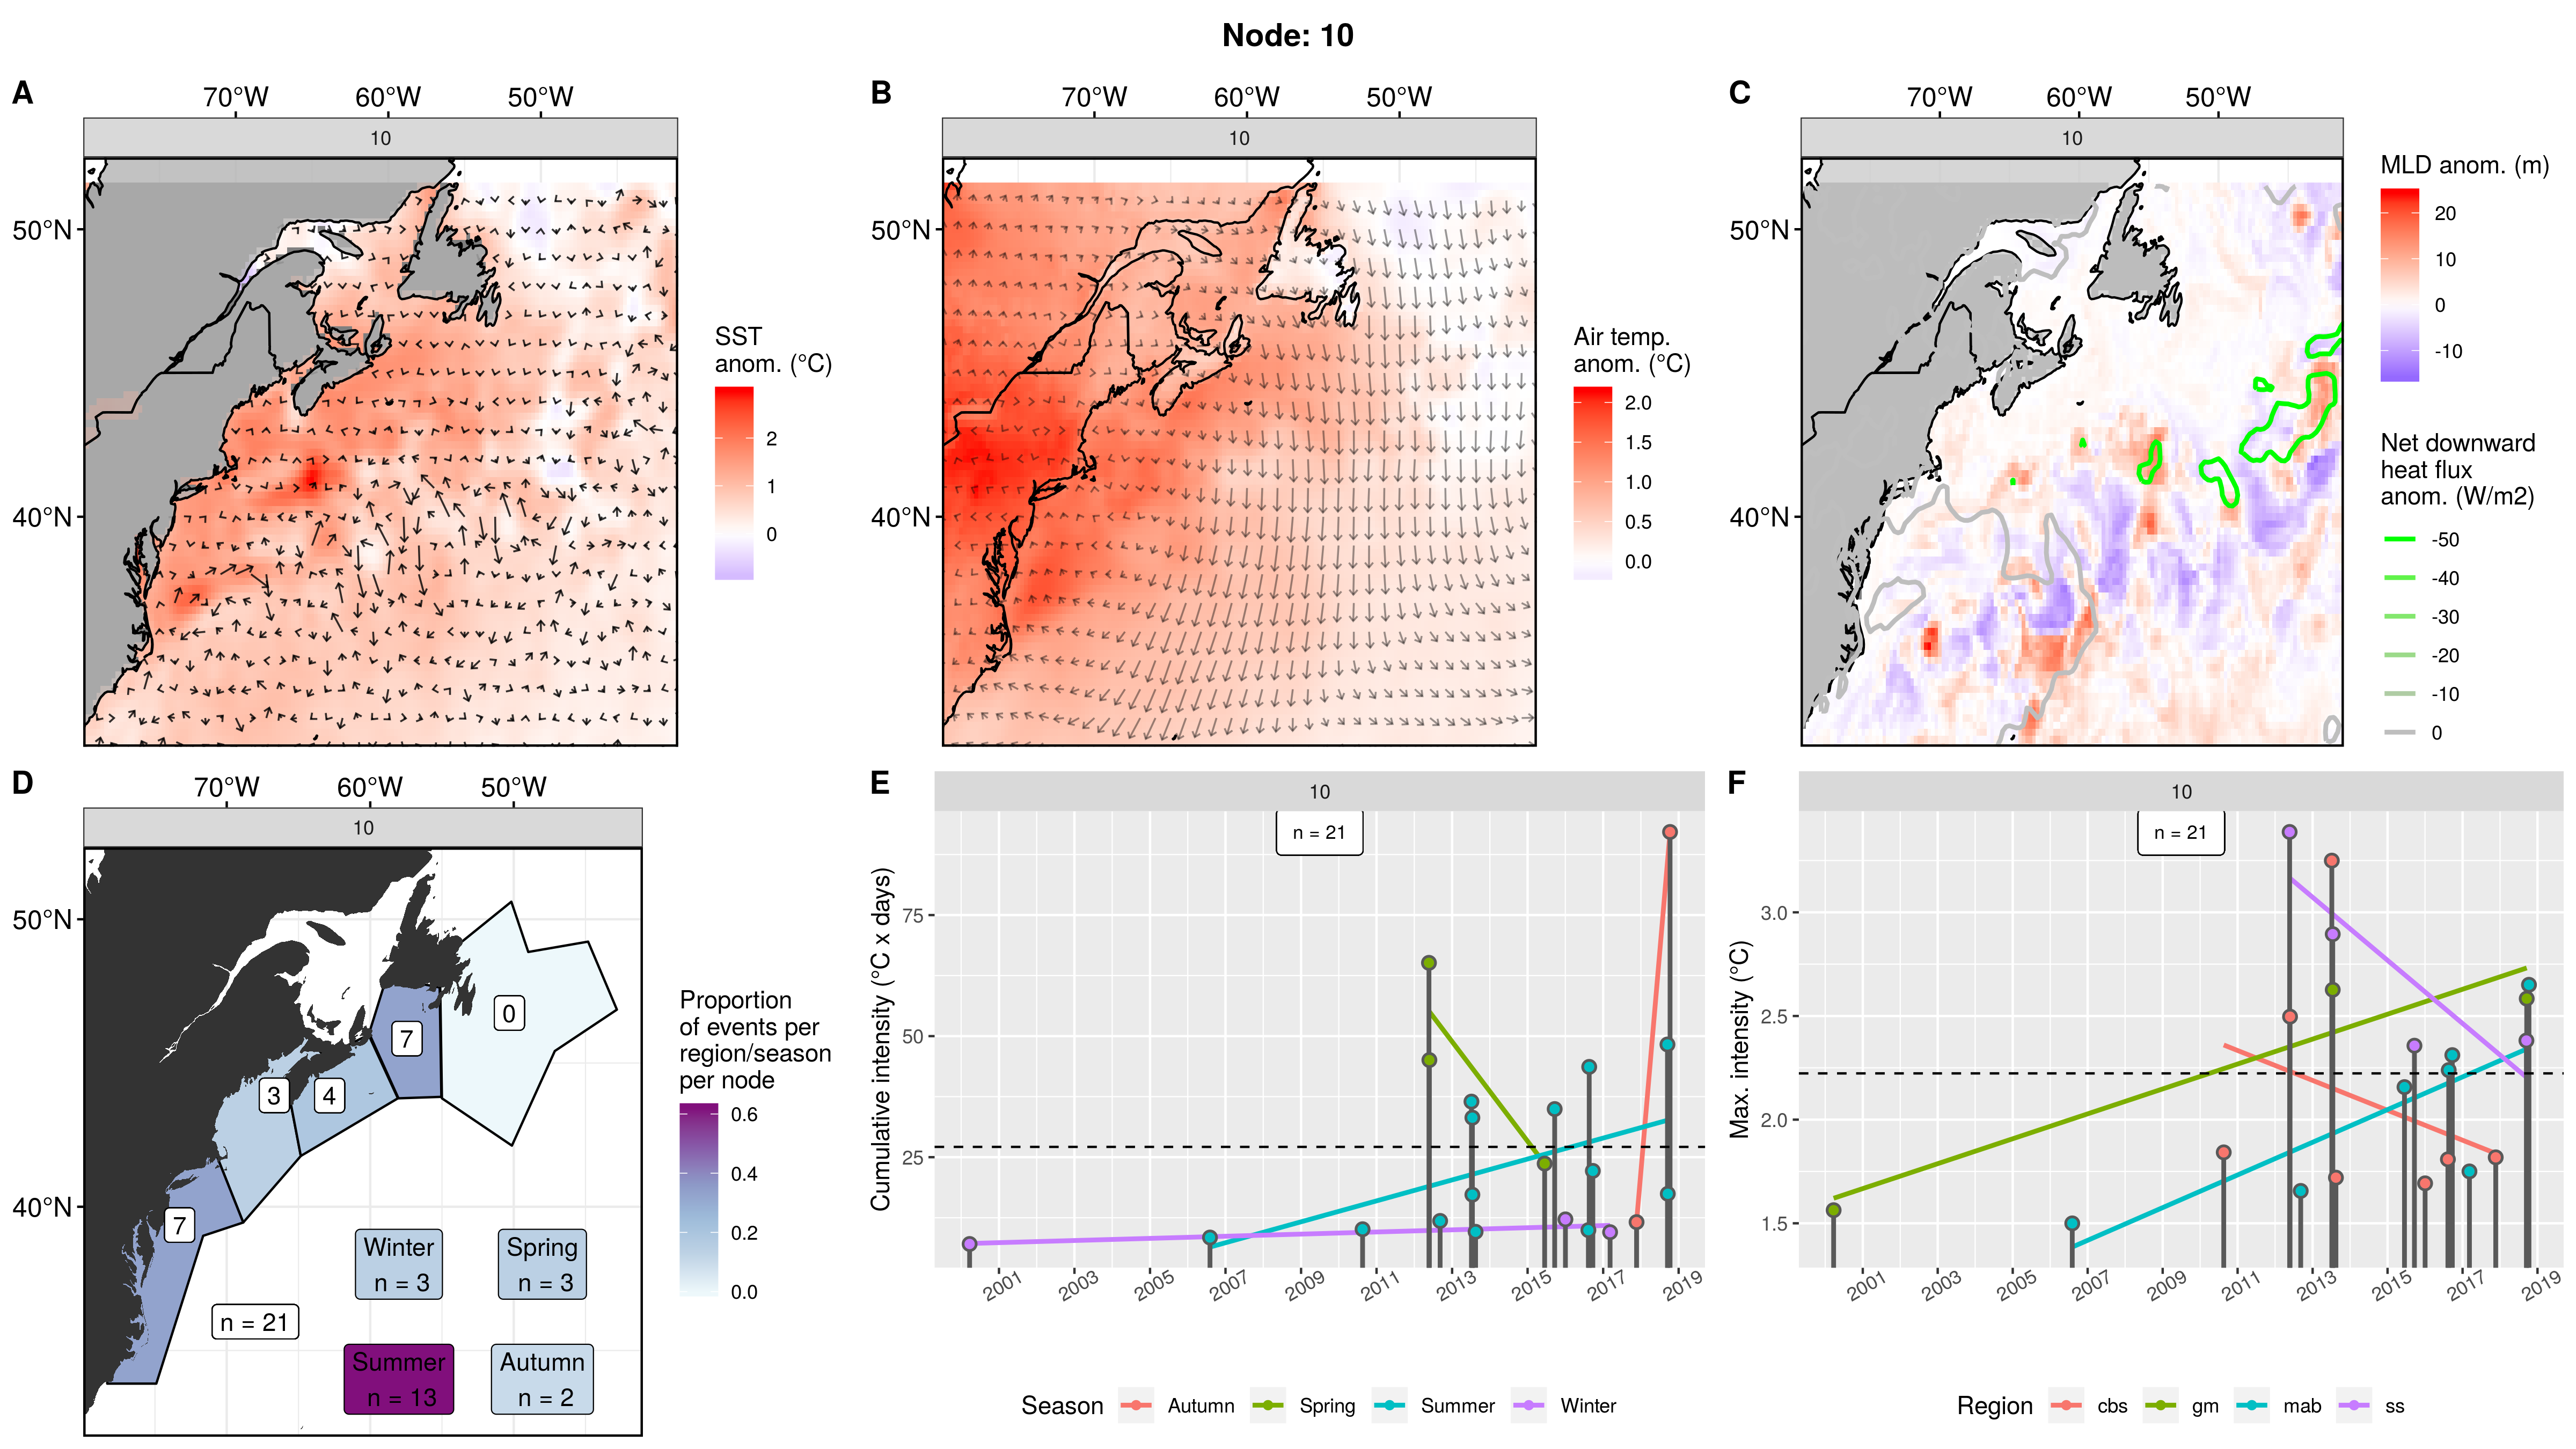 Node: 10
A
70°W 60°W 50°W
10
50°N
40°N
SST
anom. (°C)
2
1
0
B
70°W 60°W 50°W
10
50°N
40°N
Air temp.
anom. (°C)
2.0
1.5
1.0
0.5
0.0
C
70°W 60°W 50°W
10
50°N
40°N
MLD anom. (m)
20
10
0
-10
Net downward
heat flux
anom. (W/m2)
-50
-40
-30
-20
-10
0
D
70°W 60°W 50°W
10
50°N
40°N
7
0
3
4
7
n = 21
Winter
n = 3
Spring
n = 3
Summer
n = 13
Autumn
n = 2
Proportion
of events per
region/season
per node
0.6
0.4
0.2
0.0
E
10
n = 21
Cumulative intensity (°C x days)
75
50
25
2001 2003 2005 2007 2009 2011 2013 2015 2017 2019
Season Autumn Spring Summer Winter
F
10
n = 21
Max. intensity (°C)
3.0
2.5
2.0
1.5
2001 2003 2005 2007 2009 2011 2013 2015 2017 2019
Region cbs gm mab ss